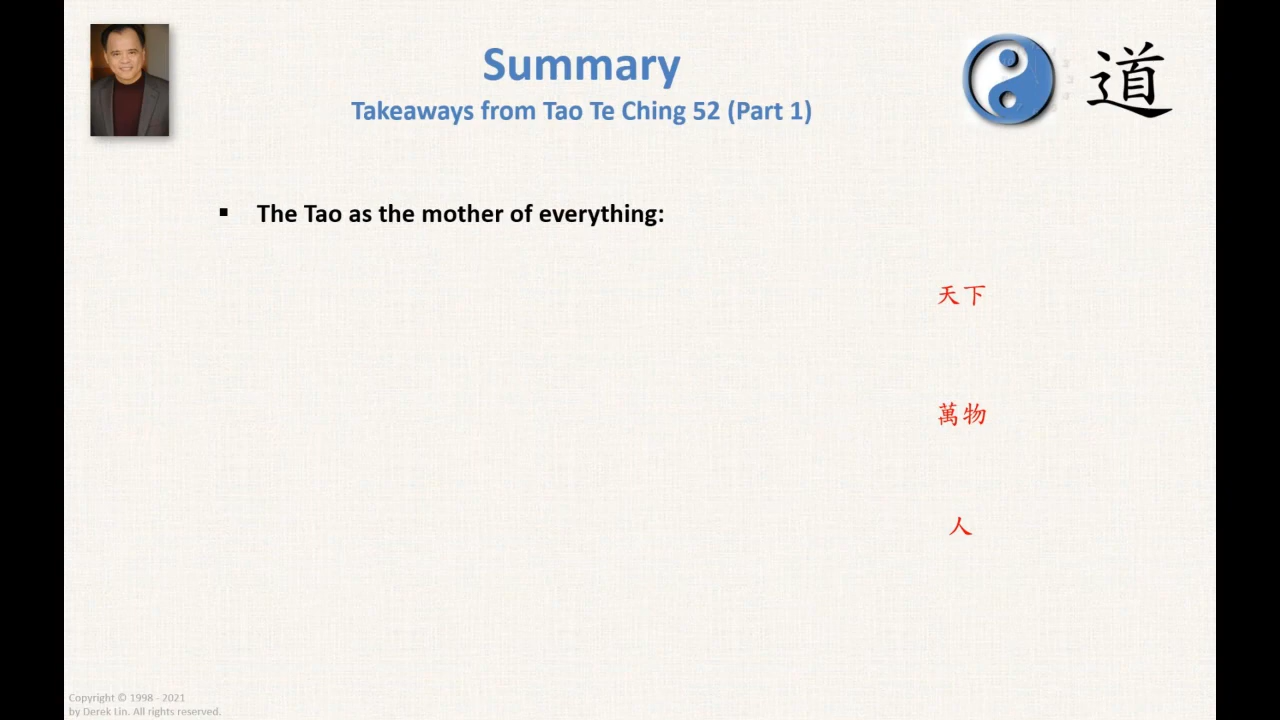 Summary
Takeaways from Tao Te Ching 52 (Part 1)
道
▪ The Tao as the mother of everything:
天下
萬物
人
Copyright © 1998 - 2021
by Derek Lin. All rights reserved.